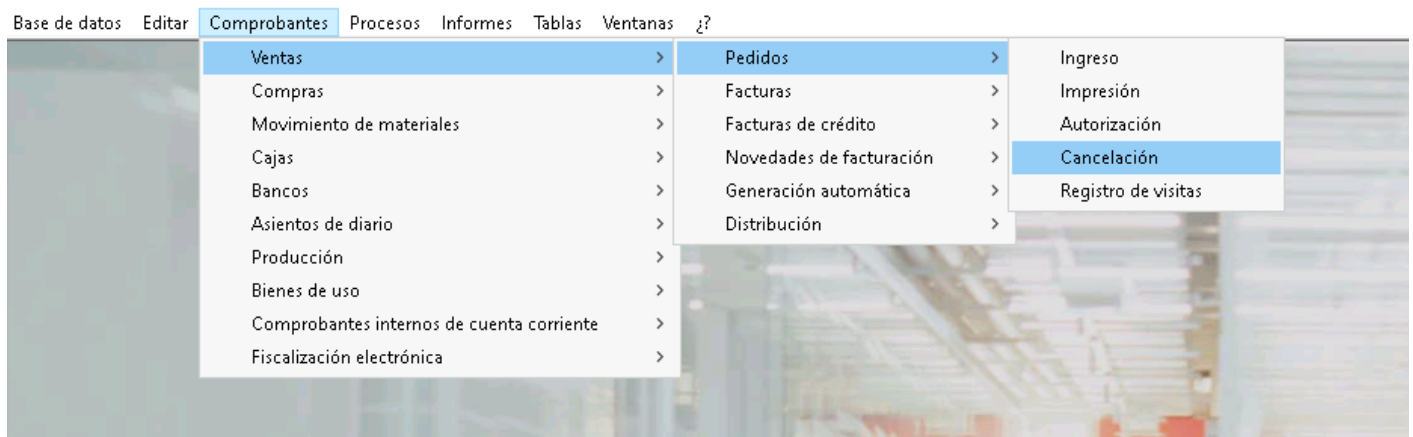 Base de datos Editar Comprobantes Procesos Informes Tablas Ventanas ¿?
Ventas > Pedidos > Ingreso
Compras > Facturas > Impresión
Movimiento de materiales > Facturas de crédito > Autorización
Cajas > Novedades de facturación > Cancelación
Bancos > Generación automática > Registro de visitas
Asientos de diario > Distribución >
Producción >
Bienes de uso >
Comprobantes internos de cuenta corriente >
Fiscalización electrónica >